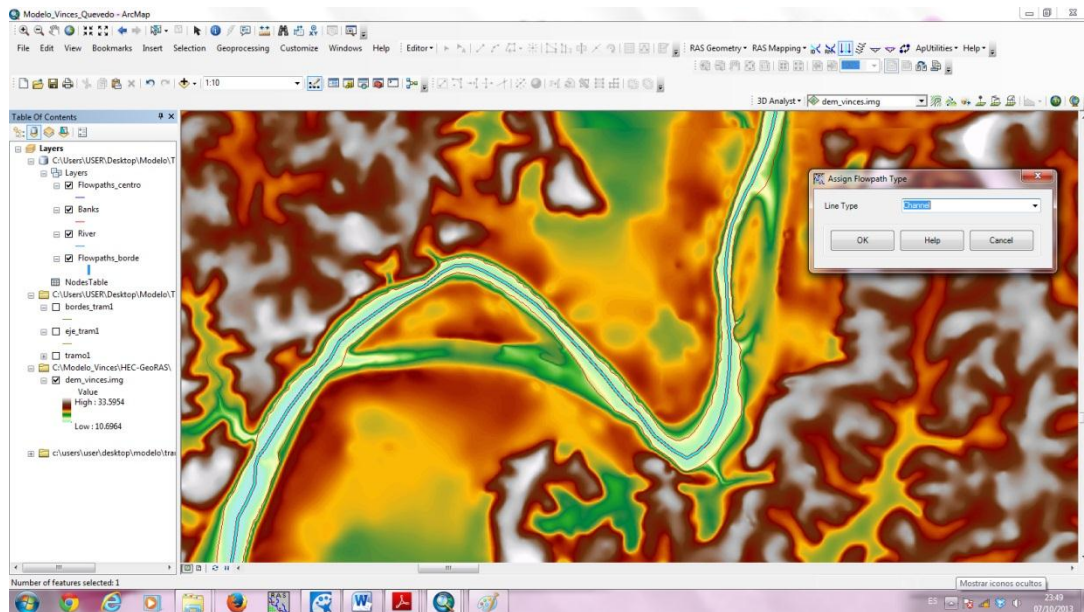 Modelo_Vinces_Quevedo - ArcMap
File Edit View Bookmarks Insert Selection Geoprocessing Customize Windows Help Editor RAS Geometry RAS Mapping ApUtilities Help
1:10
3D Analyst dem_vinces.img
Table Of Contents
Layers
C:\Users\USER\Desktop\Modelo\T
Layers
Flowpaths_centro
Banks
River
Flowpaths_borde
NodesTable
C:\Users\USER\Desktop\Modelo\T
bordes_tram1
eje_tram1
tramo1
C:\Modelo_Vinces\HEC-GeoRAS\
dem_vinces.img
Value
High : 33.5954
Low : 10.6964
c:\users\user\desktop\modelo\tra
Assign Flowpath Type
Line Type Channel
OK Help Cancel
Number of features selected: 1
Mostrar iconos ocultos
RAS
ES 23:49
07/10/2013